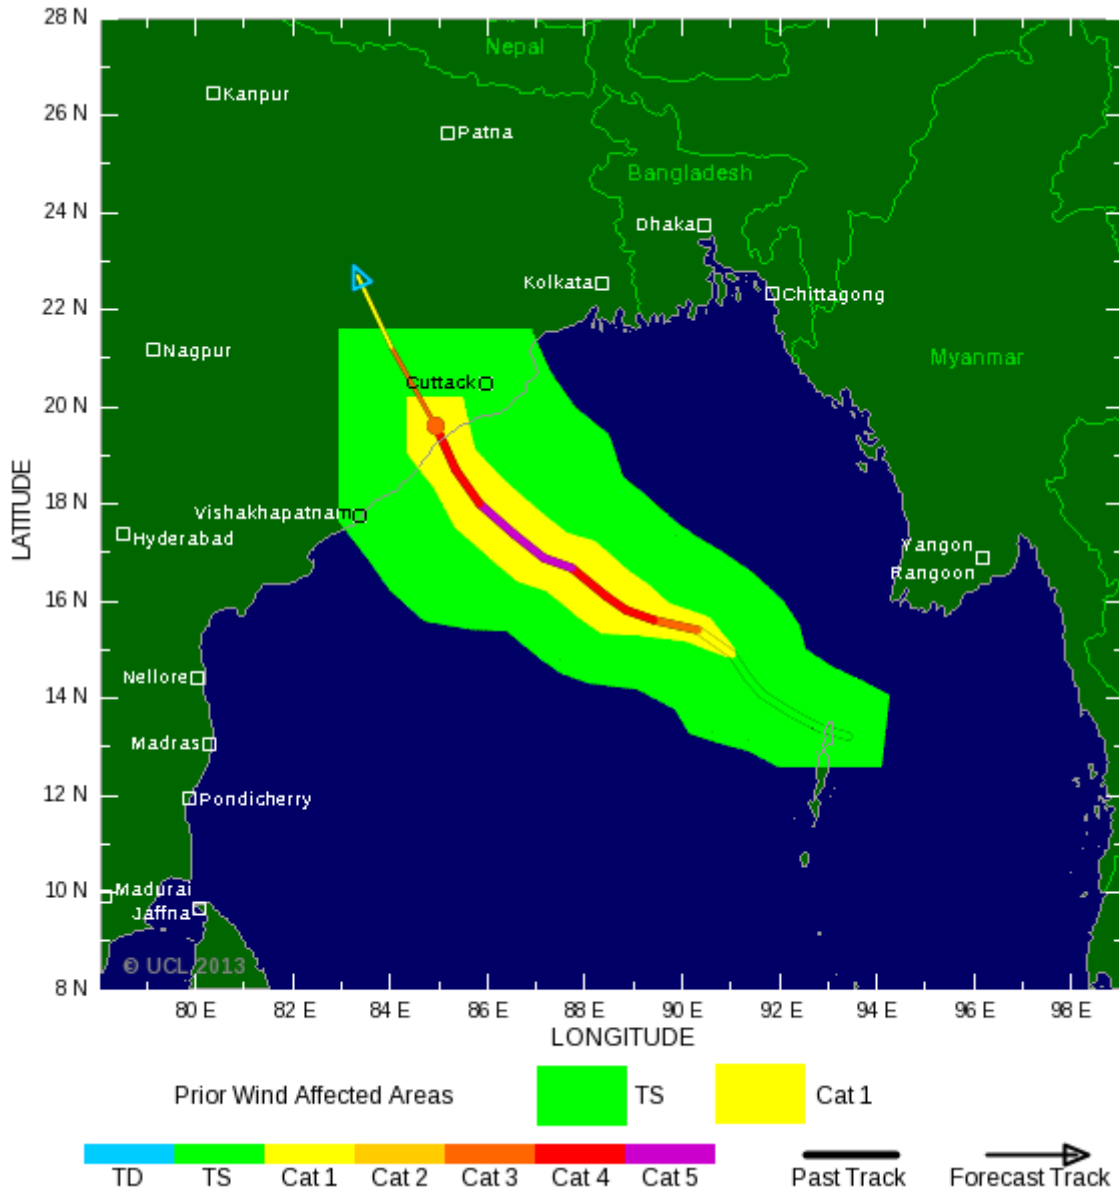 28 N
Nepal
Kanpur
26 N
Patna
Bangladesh
24 N
Dhaka
Kolkata
Chittagong
22 N
Nagpur
Myanmar
Cuttack
20 N
LATITUDE
18 N
Vishakhapatnam
Hyderabad
Yangon
Rangoon
16 N
Nellore
14 N
Madras
12 N
Pondicherry
10 N
Madurai
Jaffna
© UCL 2013
8 N
80 E 82 E 84 E 86 E 88 E 90 E 92 E 94 E 96 E 98 E
LONGITUDE
Prior Wind Affected Areas TS Cat 1
TD TS Cat 1 Cat 2 Cat 3 Cat 4 Cat 5 Past Track Forecast Track